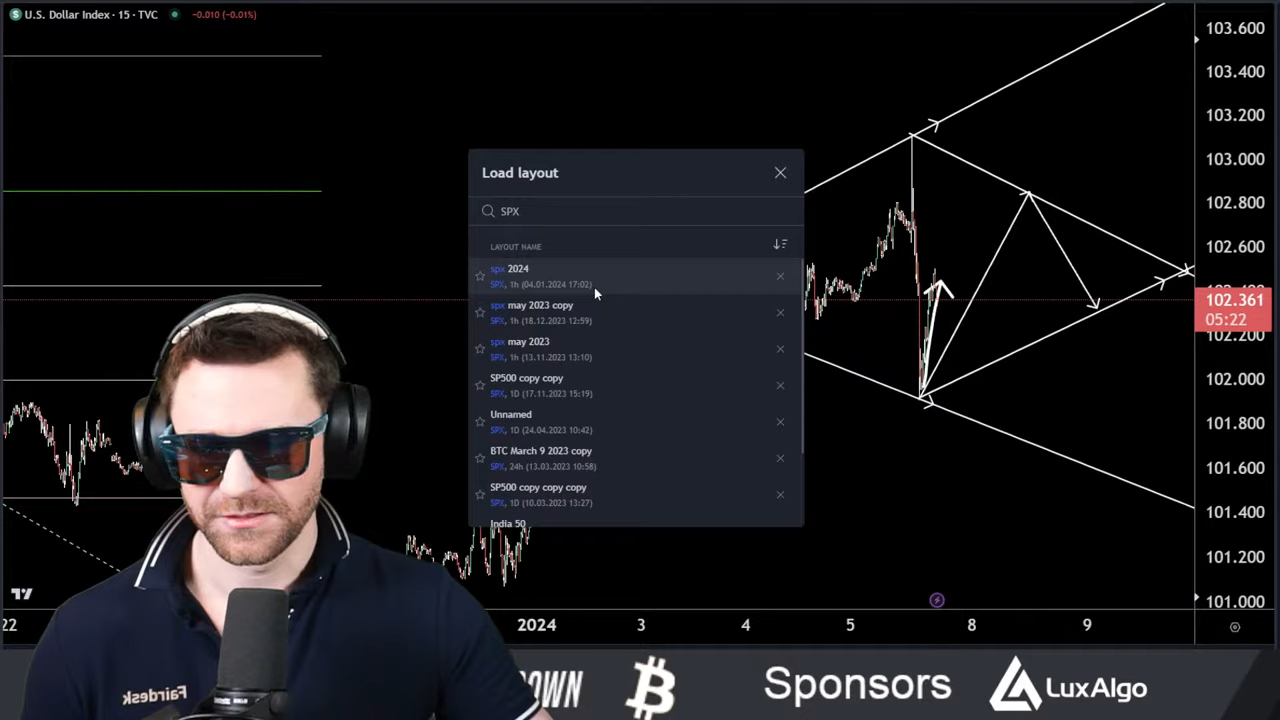 U.S. Dollar Index · 15 · TVC
-0.010 (-0.01%)
103.600
103.400
103.200
103.000
102.800
102.600
102.361
05:22
102.200
102.000
101.800
101.600
101.400
101.200
101.000
Load layout
SPX
LAYOUT NAME
spx 2024
SPX, 1h (04.01.2024 17:02)
spx may 2023 copy
SPX, 1h (18.12.2023 12:59)
spx may 2023
SPX, 1h (13.11.2023 13:10)
SP500 copy copy
SPX, 1D (17.11.2023 15:19)
Unnamed
SPX, 1D (24.04.2023 10:42)
BTC March 9 2023 copy
SPX, 24h (13.03.2023 10:58)
SP500 copy copy copy
SPX, 1D (10.03.2023 13:27)
India 50
22
2024
3
4
5
8
9
Fairdesk
OWN
Sponsors
LuxAlgo